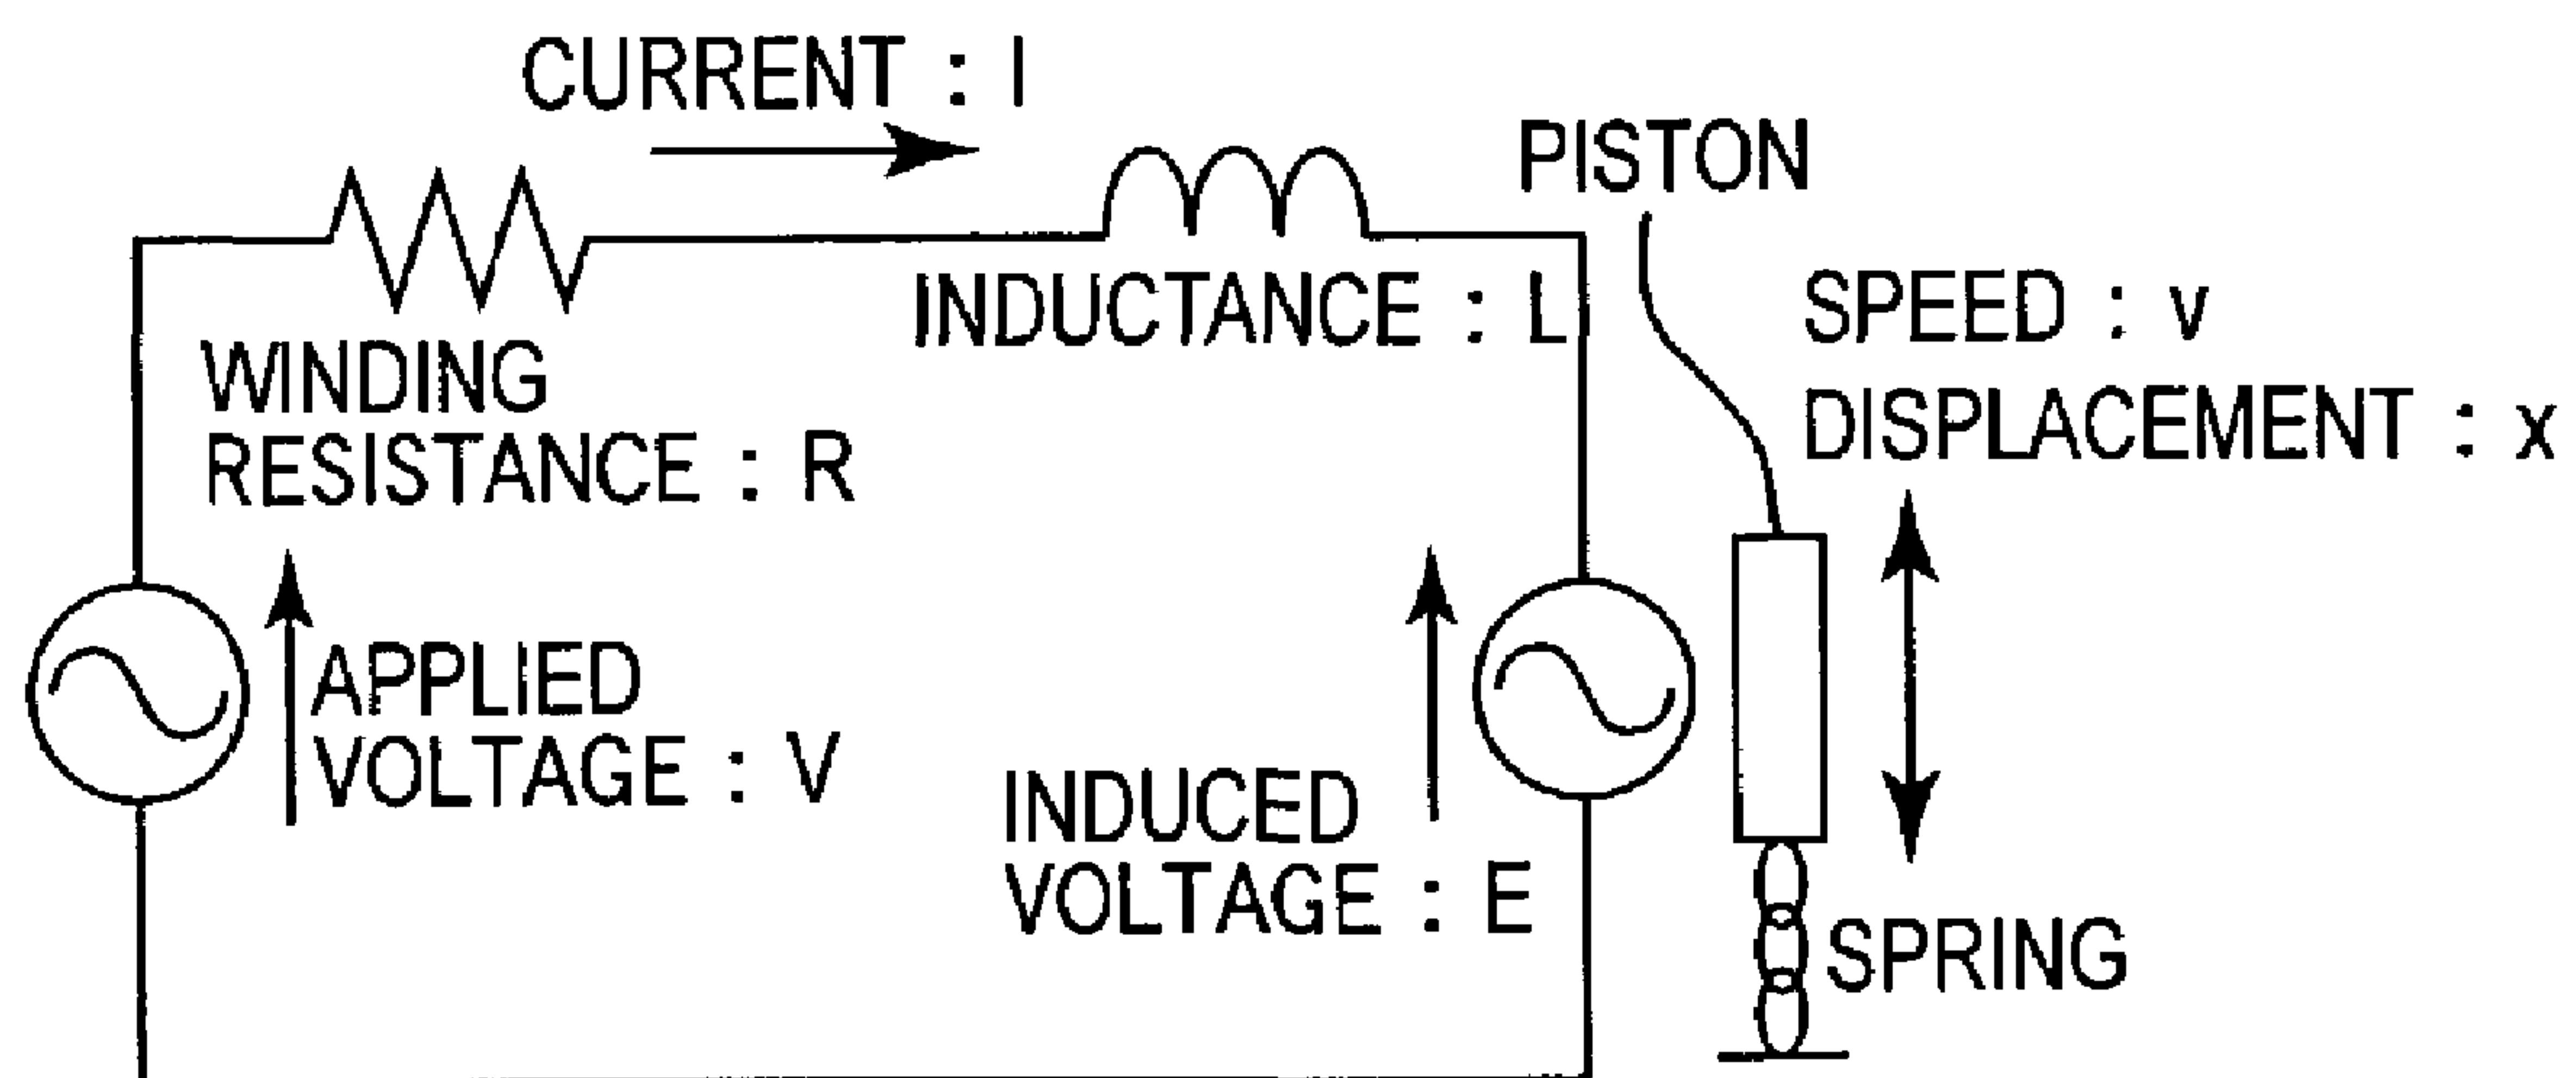 CURRENT : I
PISTON
INDUCTANCE : L
SPEED : v
DISPLACEMENT : x
WINDING
RESISTANCE : R
APPLIED
VOLTAGE : V
INDUCED
VOLTAGE : E
SPRING